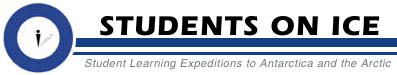 STUDENTS ON ICE
Student Learning Expeditions to Antarctica and the Arctic